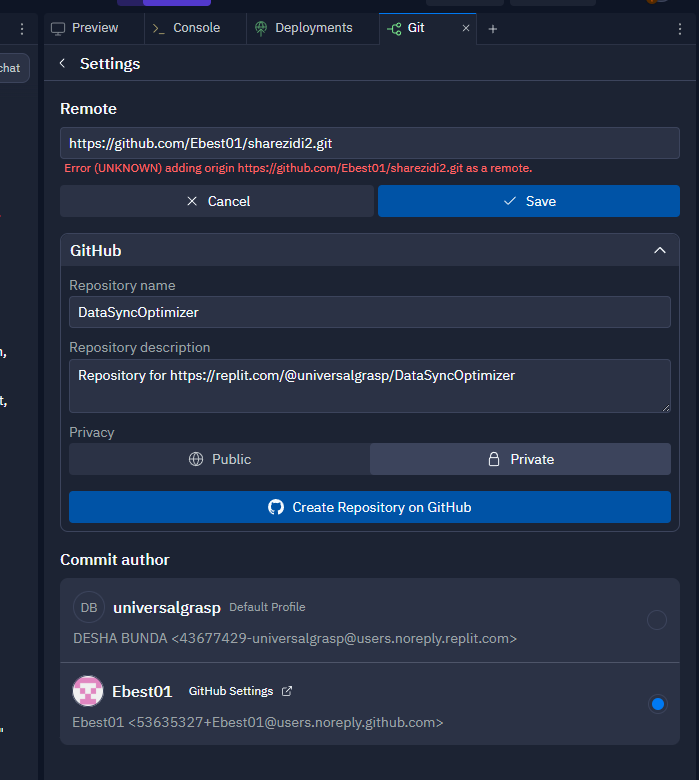 Preview
Console
Deployments
Git
chat
Settings
Remote
https://github.com/Ebest01/sharezidi2.git
Error (UNKNOWN) adding origin https://github.com/Ebest01/sharezidi2.git as a remote.
Cancel
Save
GitHub
Repository name
DataSyncOptimizer
Repository description
Repository for https://replit.com/@universalgrasp/DataSyncOptimizer
Privacy
Public
Private
Create Repository on GitHub
Commit author
DB
universalgrasp Default Profile
DESHA BUNDA <43677429-universalgrasp@users.noreply.replit.com>
Ebest01 GitHub Settings
Ebest01 <53635327+Ebest01@users.noreply.github.com>